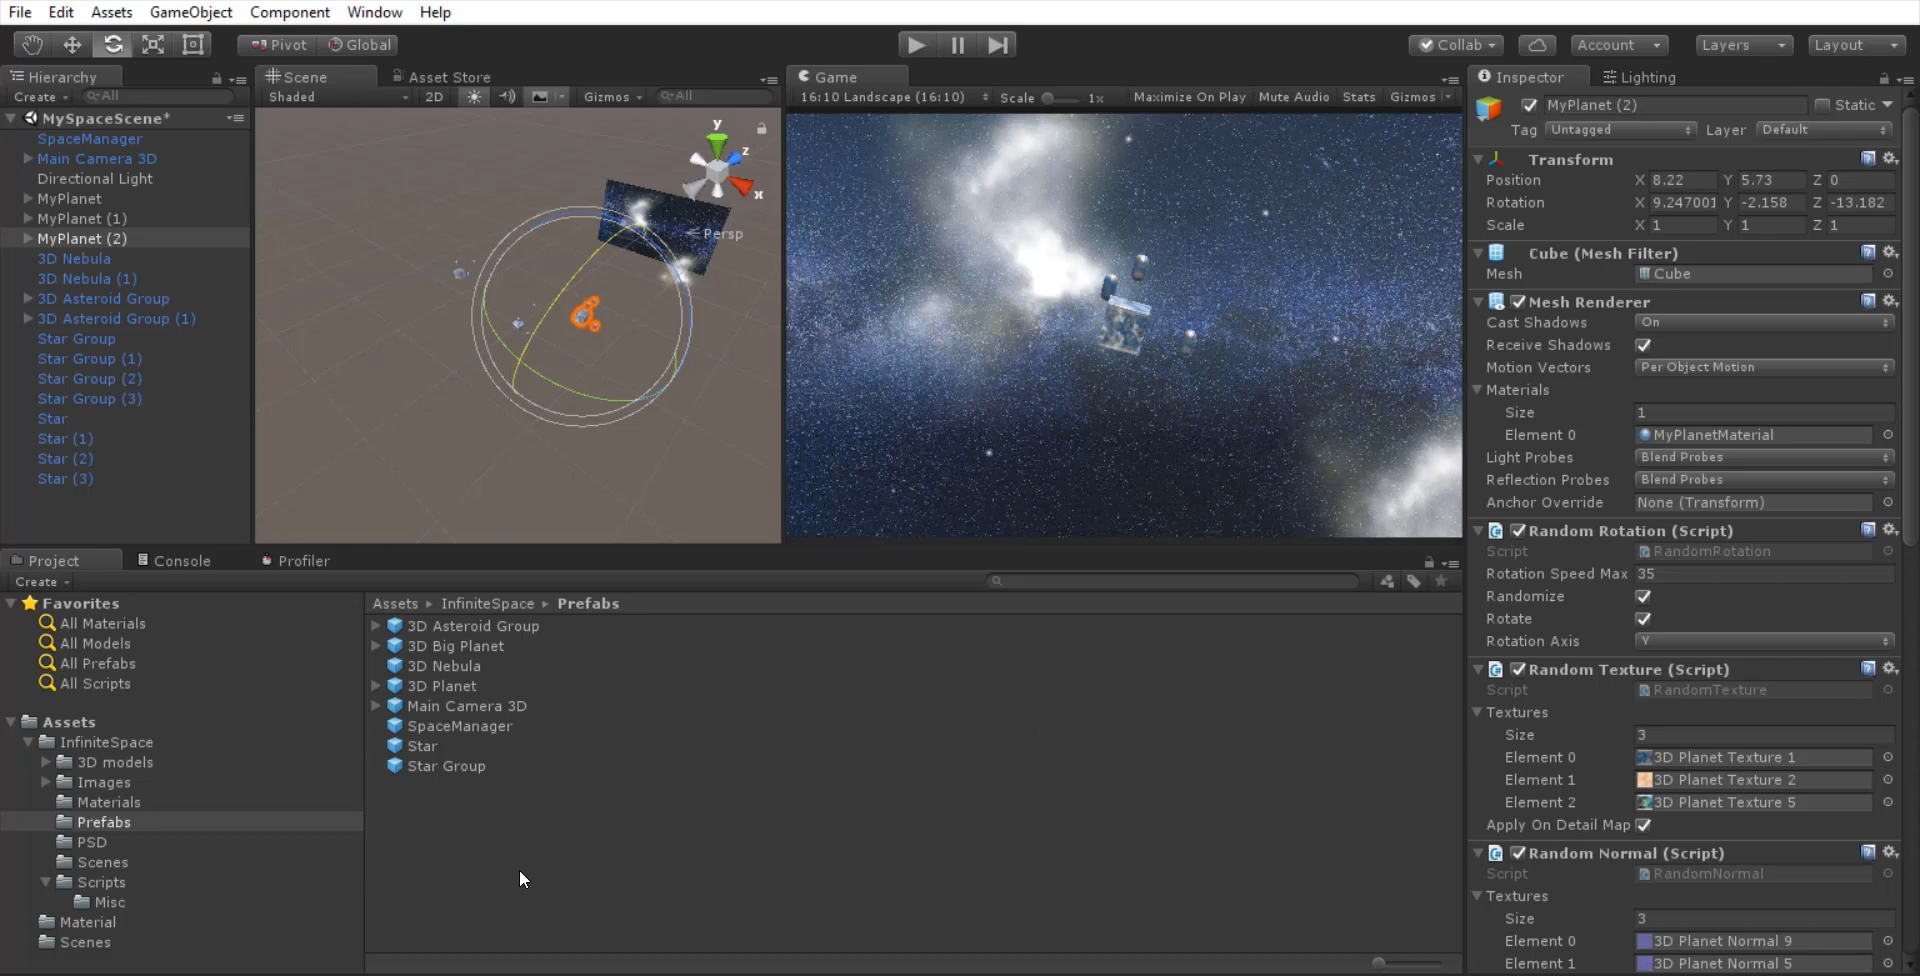 File Edit Assets GameObject Component Window Help
Pivot Global Collab Account Layers Layout
Hierarchy
Create All
MySpaceScene*
SpaceManager
Main Camera 3D
Directional Light
MyPlanet
MyPlanet (1)
MyPlanet (2)
3D Nebula
3D Nebula (1)
3D Asteroid Group
3D Asteroid Group (1)
Star Group
Star Group (1)
Star Group (2)
Star Group (3)
Star
Star (1)
Star (2)
Star (3)
Scene Asset Store
Shaded 2D Gizmos All
y
z
x
Persp
Game
16:10 Landscape (16:10) Scale 1x Maximize On Play Mute Audio Stats Gizmos
Project Console Profiler
Create
Favorites
All Materials
All Models
All Prefabs
All Scripts
Assets
InfiniteSpace
3D models
Images
Materials
Prefabs
PSD
Scenes
Scripts
Misc
Material
Scenes
Assets InfiniteSpace Prefabs
3D Asteroid Group
3D Big Planet
3D Nebula
3D Planet
Main Camera 3D
SpaceManager
Star
Star Group
Inspector Lighting
MyPlanet (2) Static
Tag Untagged Layer Default
Transform
Position X 8.22 Y 5.73 Z 0
Rotation X 9.247001 Y -2.158 Z -13.182
Scale X 1 Y 1 Z 1
Cube (Mesh Filter)
Mesh Cube
Mesh Renderer
Cast Shadows On
Receive Shadows
Motion Vectors Per Object Motion
Materials
Size 1
Element 0 MyPlanetMaterial
Light Probes Blend Probes
Reflection Probes Blend Probes
Anchor Override None (Transform)
Random Rotation (Script)
Script RandomRotation
Rotation Speed Max 35
Randomize
Rotate
Rotation Axis Y
Random Texture (Script)
Script RandomTexture
Textures
Size 3
Element 0 3D Planet Texture 1
Element 1 3D Planet Texture 2
Element 2 3D Planet Texture 5
Apply On Detail Map
Random Normal (Script)
Script RandomNormal
Textures
Size 3
Element 0 3D Planet Normal 9
Element 1 3D Planet Normal 5